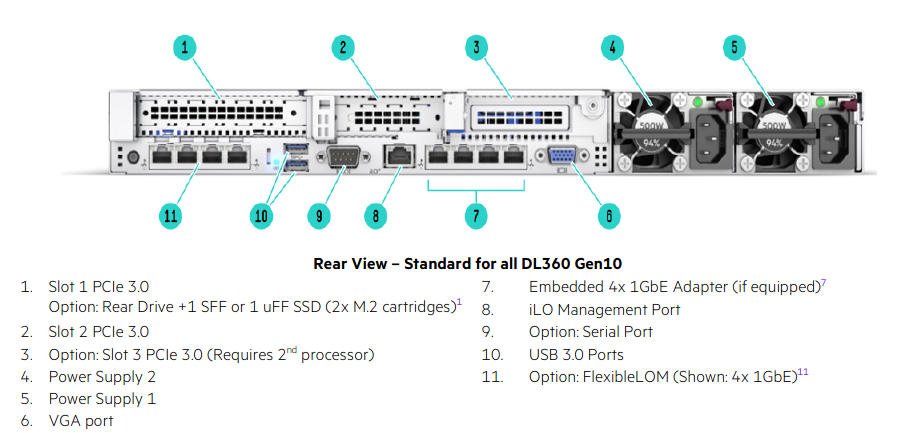 1
2
3
4
5
500W
94%
500W
94%
11
10
9
8
7
6
Rear View – Standard for all DL360 Gen10
1. Slot 1 PCIe 3.0
Option: Rear Drive +1 SFF or 1 uFF SSD (2x M.2 cartridges)1
2. Slot 2 PCIe 3.0
3. Option: Slot 3 PCIe 3.0 (Requires 2nd processor)
4. Power Supply 2
5. Power Supply 1
6. VGA port
7. Embedded 4x 1GbE Adapter (if equipped)7
8. iLO Management Port
9. Option: Serial Port
10. USB 3.0 Ports
11. Option: FlexibleLOM (Shown: 4x 1GbE)11